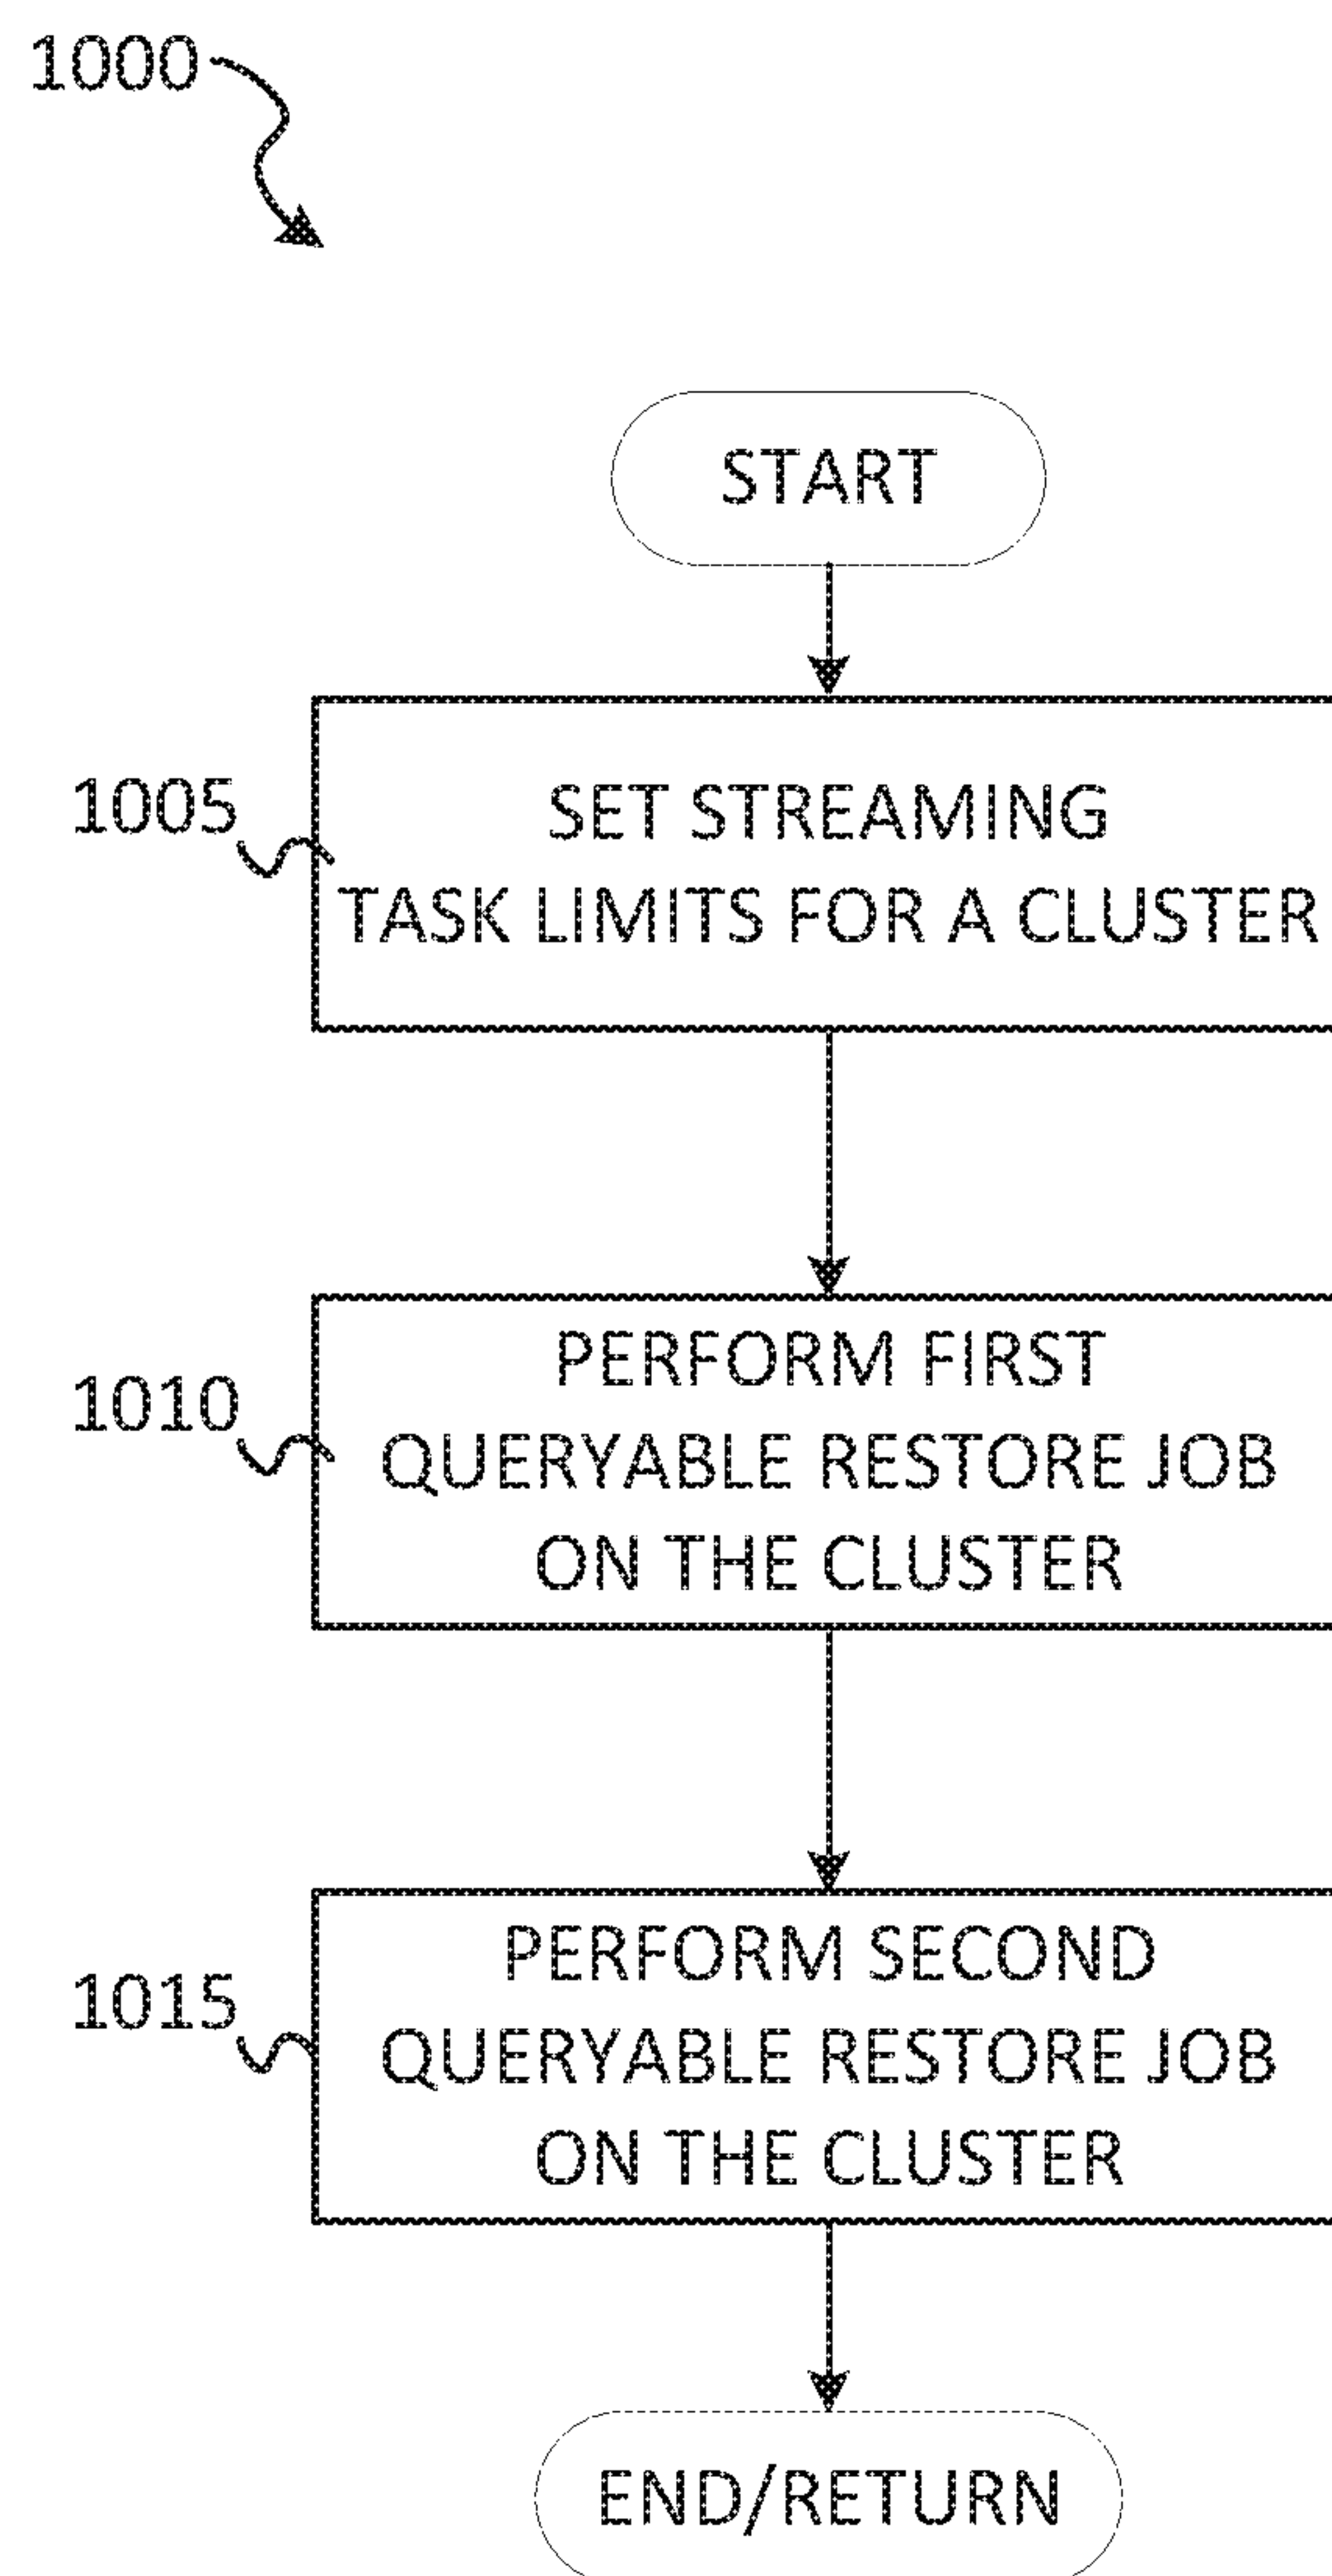 1000
START
1005
SET STREAMING
TASK LIMITS FOR A CLUSTER
1010
PERFORM FIRST
QUERYABLE RESTORE JOB
ON THE CLUSTER
1015
PERFORM SECOND
QUERYABLE RESTORE JOB
ON THE CLUSTER
END/RETURN